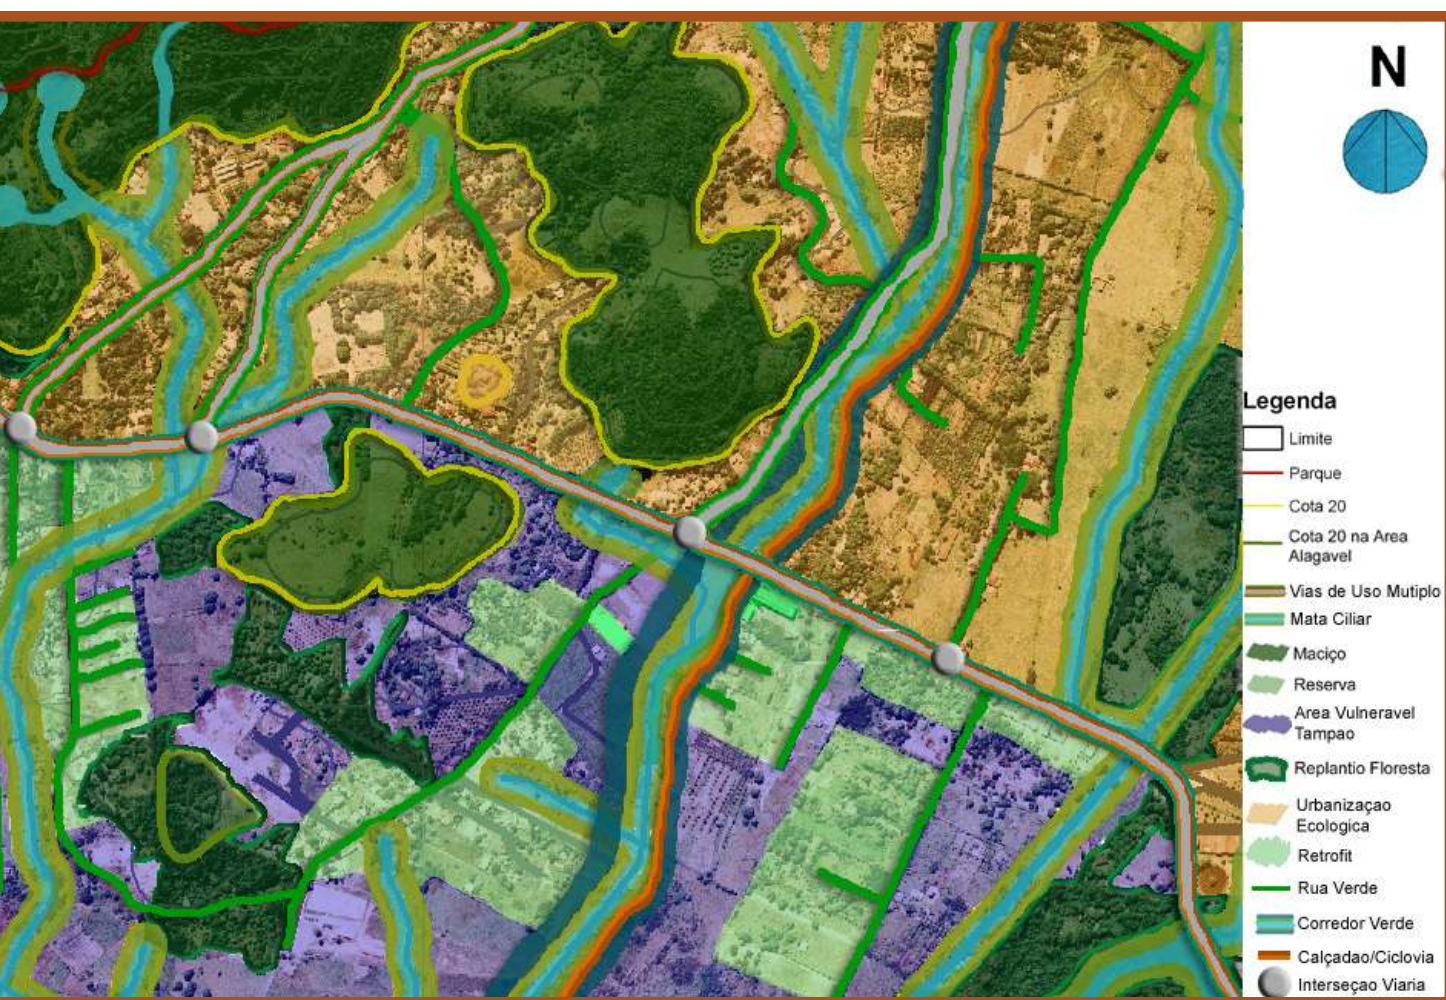 N
Legenda
Limite
Parque
Cota 20
Cota 20 na Area
Alagavel
Vias de Uso Mutiplo
Mata Ciliar
Maciço
Reserva
Area Vulneravel
Tampao
Replantio Floresta
Urbanizaçao
Ecologica
Retrofit
Rua Verde
Corredor Verde
Calçadao/Ciclovia
Interseçao Viaria